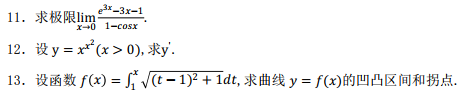 11. 求极限lim x→0 (e^{3x}−3x−1)/(1−cosx).
12. 设 y = x^{x^2} (x > 0), 求y'.
13. 设函数 f(x) = ∫_1^x √((t − 1)^2 + 1)dt, 求曲线 y = f(x)的凹凸区间和拐点.